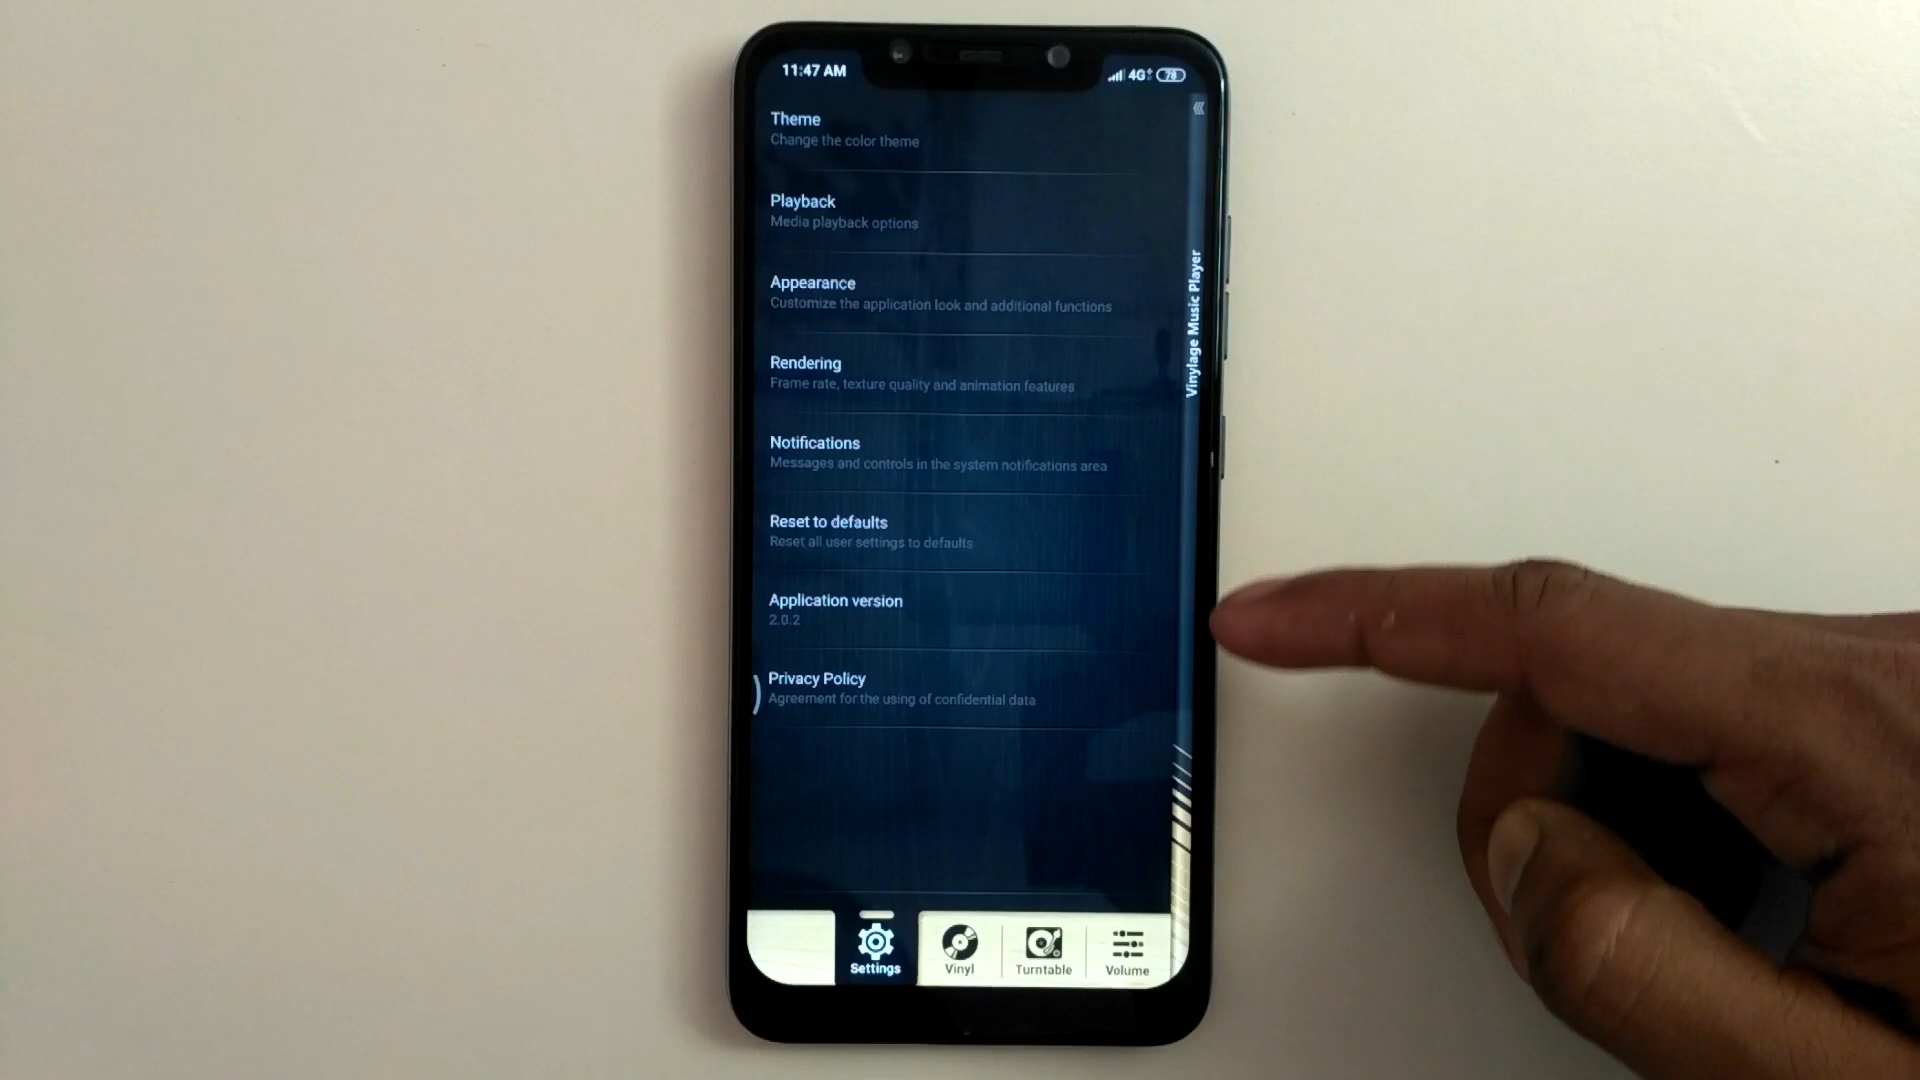 11:47 AM
4G+ 78
Theme
Change the color theme
Playback
Media playback options
Appearance
Customize the application look and additional functions
Rendering
Frame rate, texture quality and animation features
Notifications
Messages and controls in the system notifications area
Reset to defaults
Reset all user settings to defaults
Application version
2.0.2
Privacy Policy
Agreement for the using of confidential data
Vinylage Music Player
Settings
Vinyl
Turntable
Volume